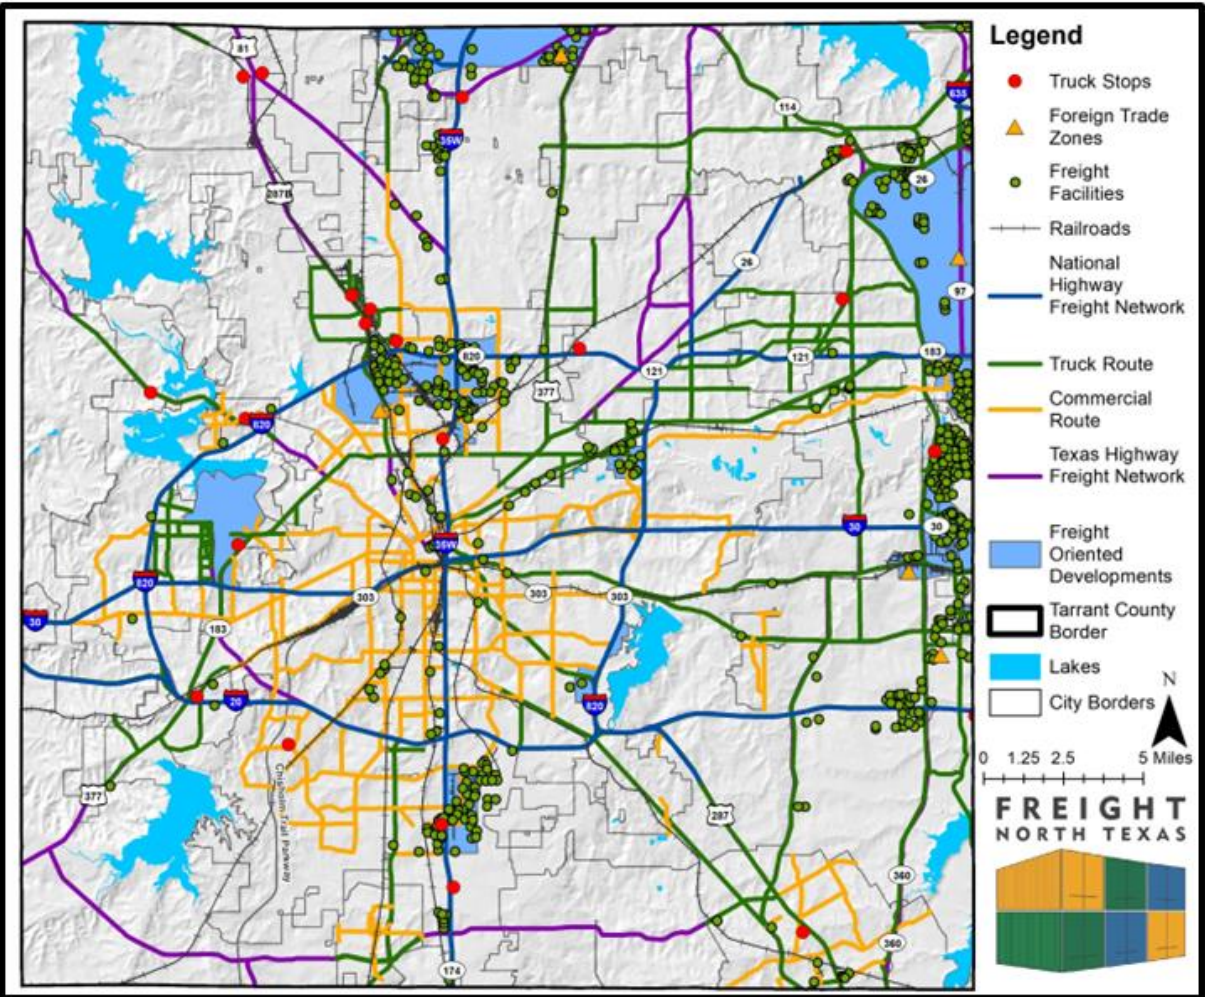 Legend
Truck Stops
Foreign Trade
Zones
Freight
Facilities
Railroads
National
Highway
Freight Network
Truck Route
Commercial
Route
Texas Highway
Freight Network
Freight
Oriented
Developments
Tarrant County
Border
Lakes
City Borders
N
0 1.25 2.5 5 Miles
FREIGHT
NORTH TEXAS
81
635
114
35W
26
287B
26
97
820
183
121
121
377
820
30
30
35W
820
303
303
303
30
183
820
20
Chisholm Trail Parkway
377
287
360
360
174